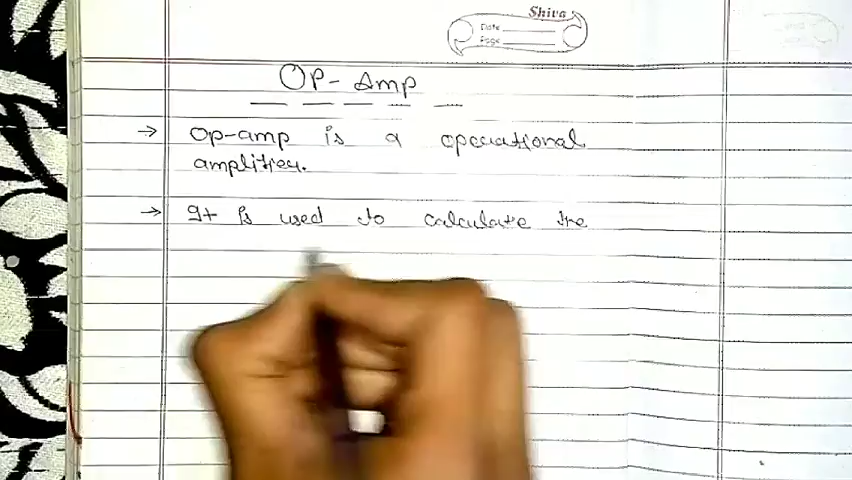 Shiva
Date
Page
OP-Amp
→ Op-amp is a operational
amplifier.
→ It is used to calculate the